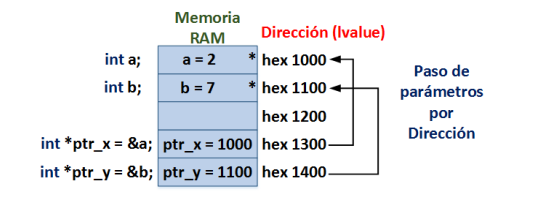 Memoria
RAM
Dirección (lvalue)
int a; a = 2 * hex 1000
int b; b = 7 * hex 1100
hex 1200
int *ptr_x = &a; ptr_x = 1000 hex 1300
int *ptr_y = &b; ptr_y = 1100 hex 1400
Paso de
parámetros
por
Dirección